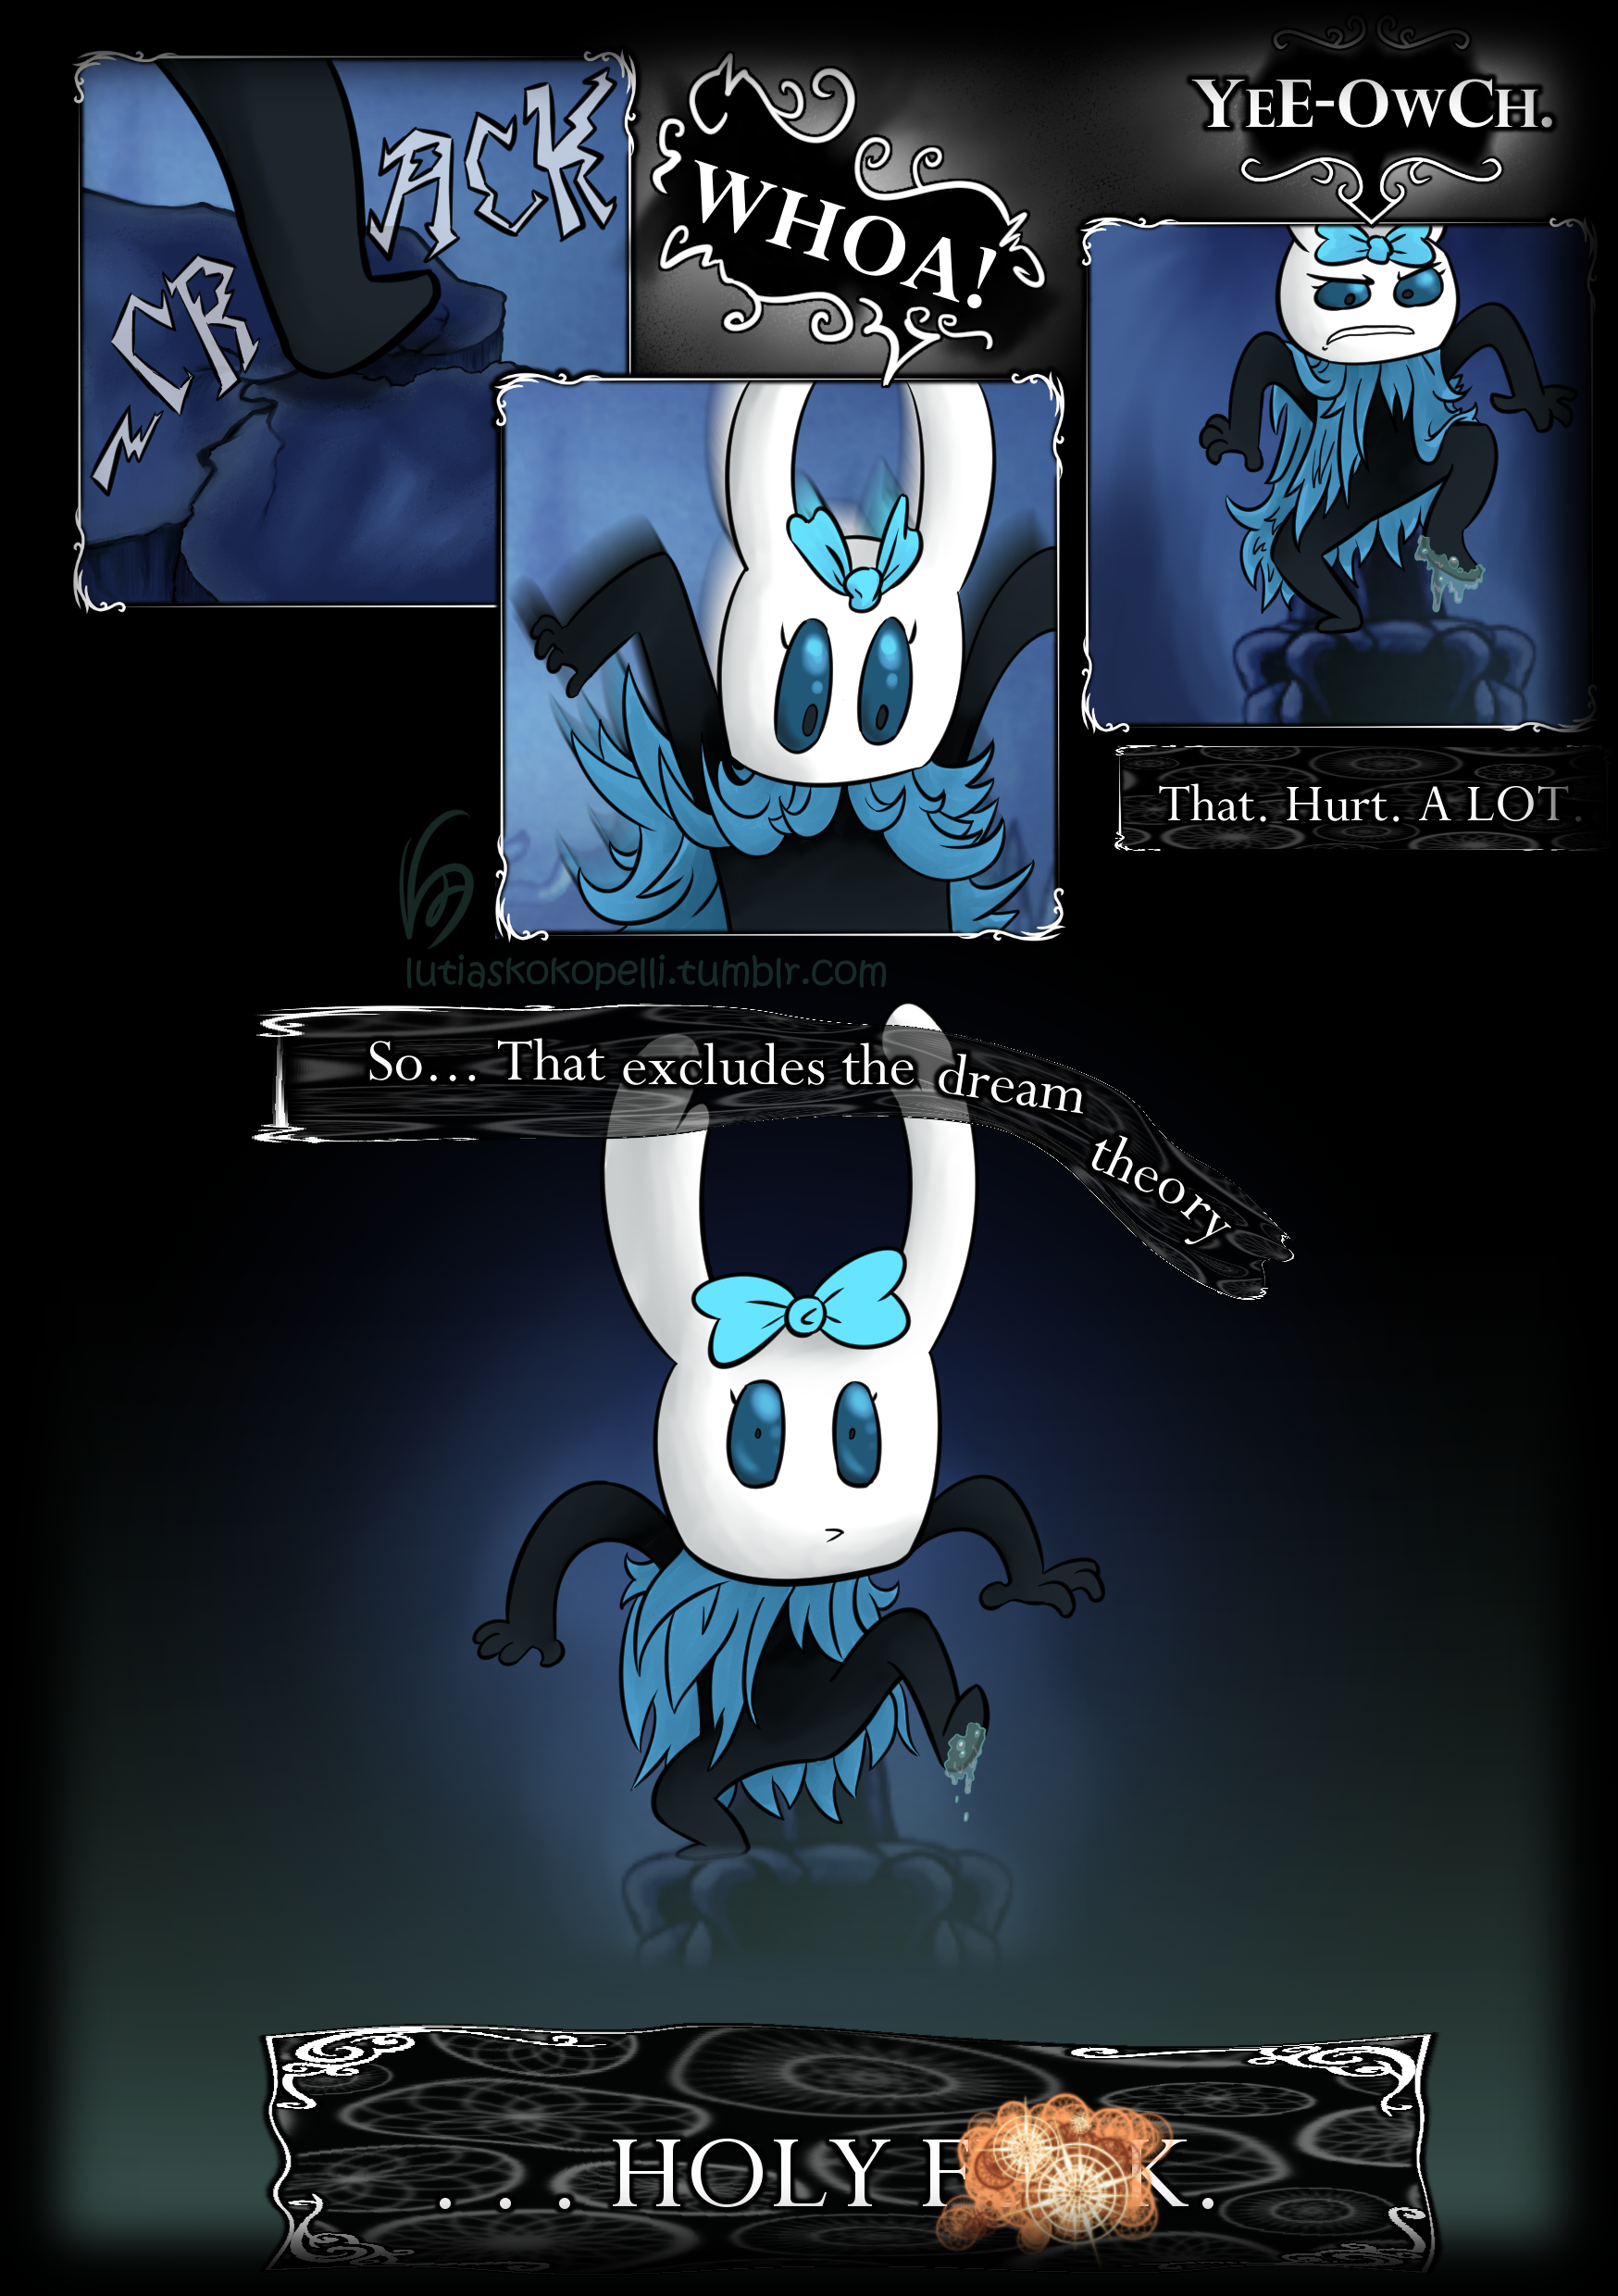 CRACK
WHOA!
YEE-OWCH.
That. Hurt. A LOT.
lutiaskokopelli.tumblr.com
So... That excludes the dream theory
. . . HOLY F K.